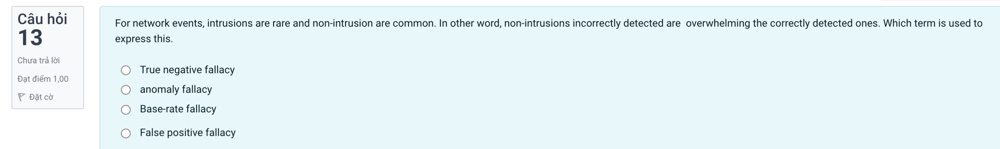 Câu hỏi
13
Chưa trả lời
Đạt điểm 1,00
Đặt cờ
For network events, intrusions are rare and non-intrusion are common. In other word, non-intrusions incorrectly detected are  overwhelming the correctly detected ones. Which term is used to
express this.
True negative fallacy
anomaly fallacy
Base-rate fallacy
False positive fallacy